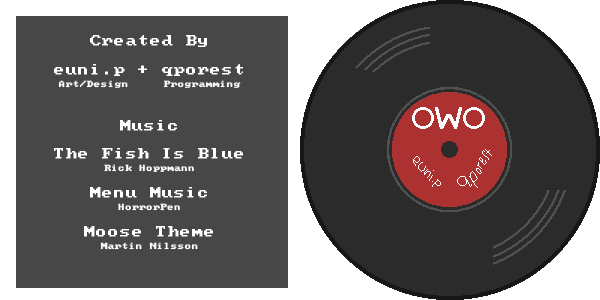 Created By
euni.p + qporest
Art/Design Programming
Music
The Fish Is Blue
Rick Hoppmann
Menu Music
HorrorPen
Moose Theme
Martin Nilsson
OWO
euni.p qporest